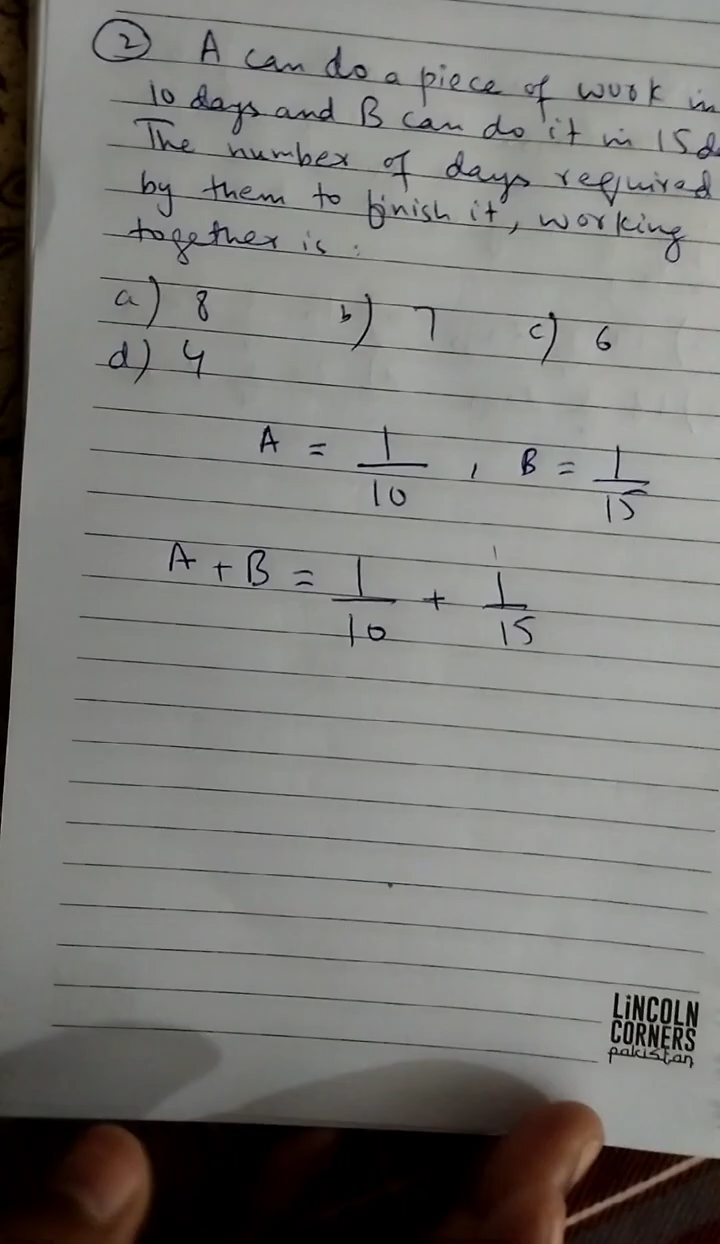 ② A can do a piece of work in
10 days and B can do it in 15 d
The number of days required
by them to finish it, working
together is :
a) 8 b) 7 c) 6
d) 4
A = 1/10 , B = 1/15
A + B = 1/10 + 1/15
LiNCOLN
CORNERS
pakistan